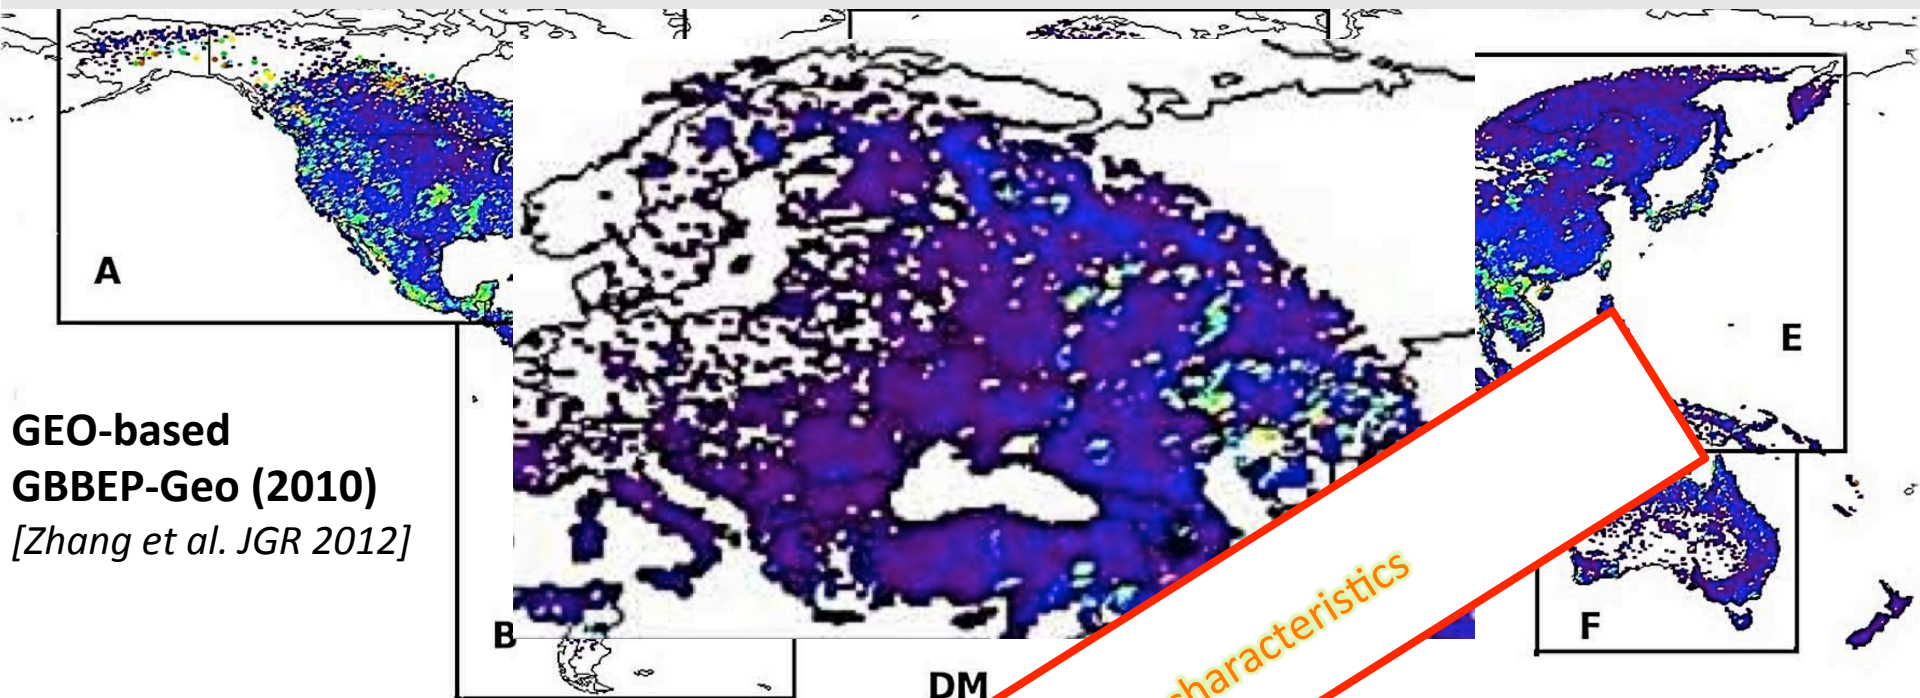 A
E
GEO-based
GBBEP-Geo (2010)
[Zhang et al. JGR 2012]
characteristics
B
F
DM